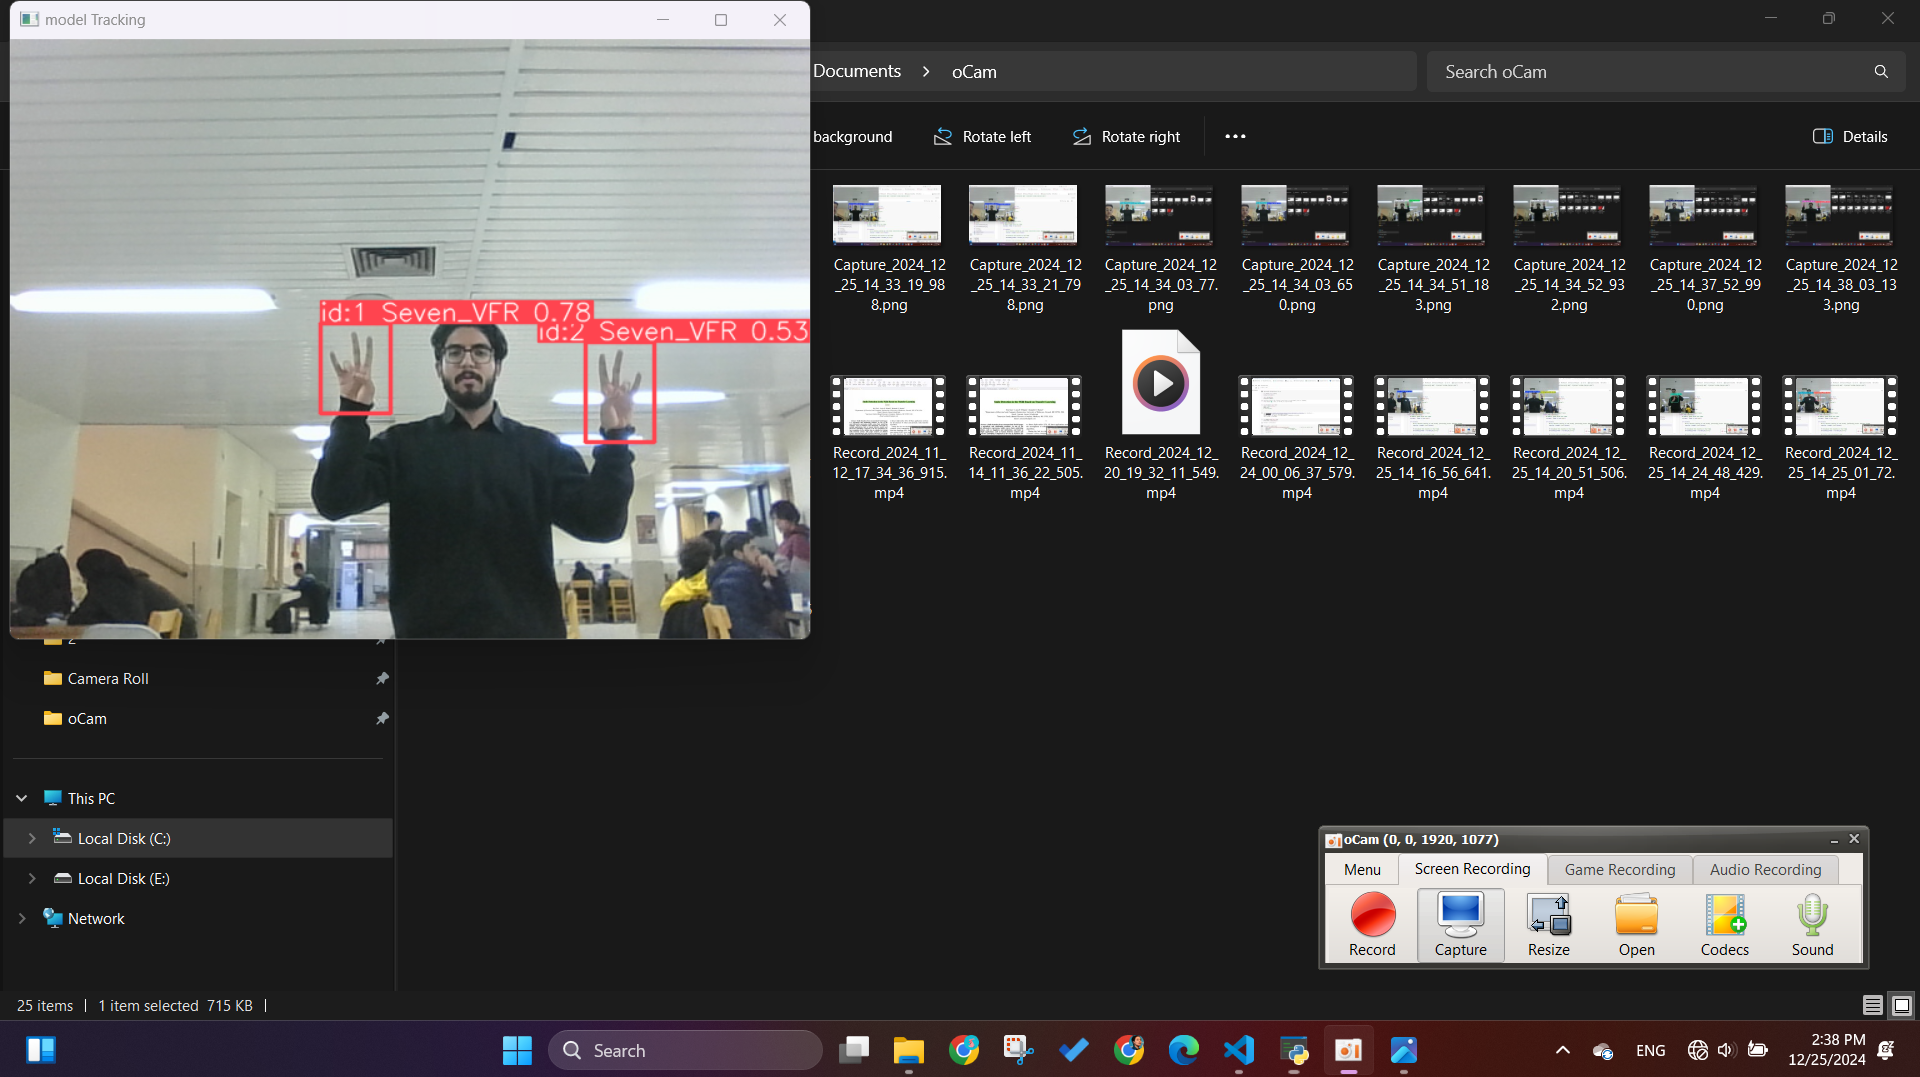 model Tracking
id:1 Seven_VFR 0.78
id:2 Seven_VFR 0.53
Documents
oCam
Search oCam
background
Rotate left
Rotate right
Details
Capture_2024_12_25_14_33_19_988.png
Capture_2024_12_25_14_33_21_798.png
Capture_2024_12_25_14_34_03_77.png
Capture_2024_12_25_14_34_03_650.png
Capture_2024_12_25_14_34_51_183.png
Capture_2024_12_25_14_34_52_932.png
Capture_2024_12_25_14_37_52_990.png
Capture_2024_12_25_14_38_03_133.png
Record_2024_11_12_17_34_36_915.mp4
Record_2024_11_14_11_36_22_505.mp4
Record_2024_12_20_19_32_11_549.mp4
Record_2024_12_24_00_06_37_579.mp4
Record_2024_12_25_14_16_56_641.mp4
Record_2024_12_25_14_20_51_506.mp4
Record_2024_12_25_14_24_48_429.mp4
Record_2024_12_25_14_25_01_72.mp4
Camera Roll
oCam
This PC
Local Disk (C:)
Local Disk (E:)
Network
25 items
1 item selected 715 KB
oCam (0, 0, 1920, 1077)
Menu
Screen Recording
Game Recording
Audio Recording
Record
Capture
Resize
Open
Codecs
Sound
Search
ENG
2:38 PM
12/25/2024